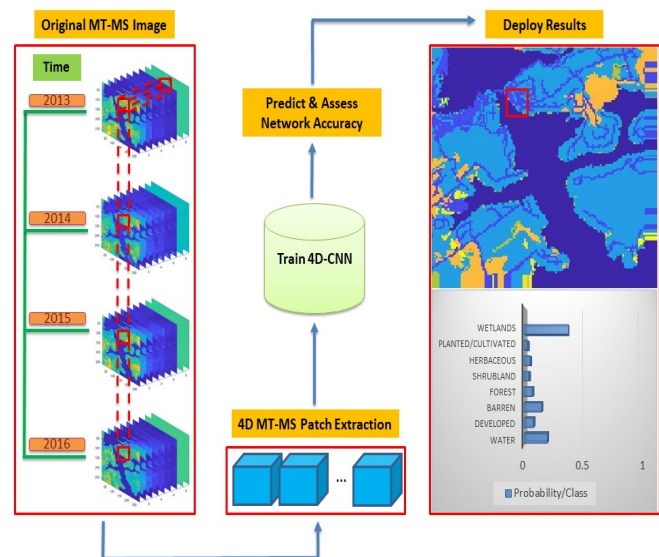 Original MT-MS Image
Time
2013
2014
2015
2016
4D MT-MS Patch Extraction
...
Train 4D-CNN
Predict & Assess
Network Accuracy
Deploy Results
WETLANDS
PLANTED/CULTIVATED
HERBACEOUS
SHRUBLAND
FOREST
BARREN
DEVELOPED
WATER
0 0.5 1
Probability/Class